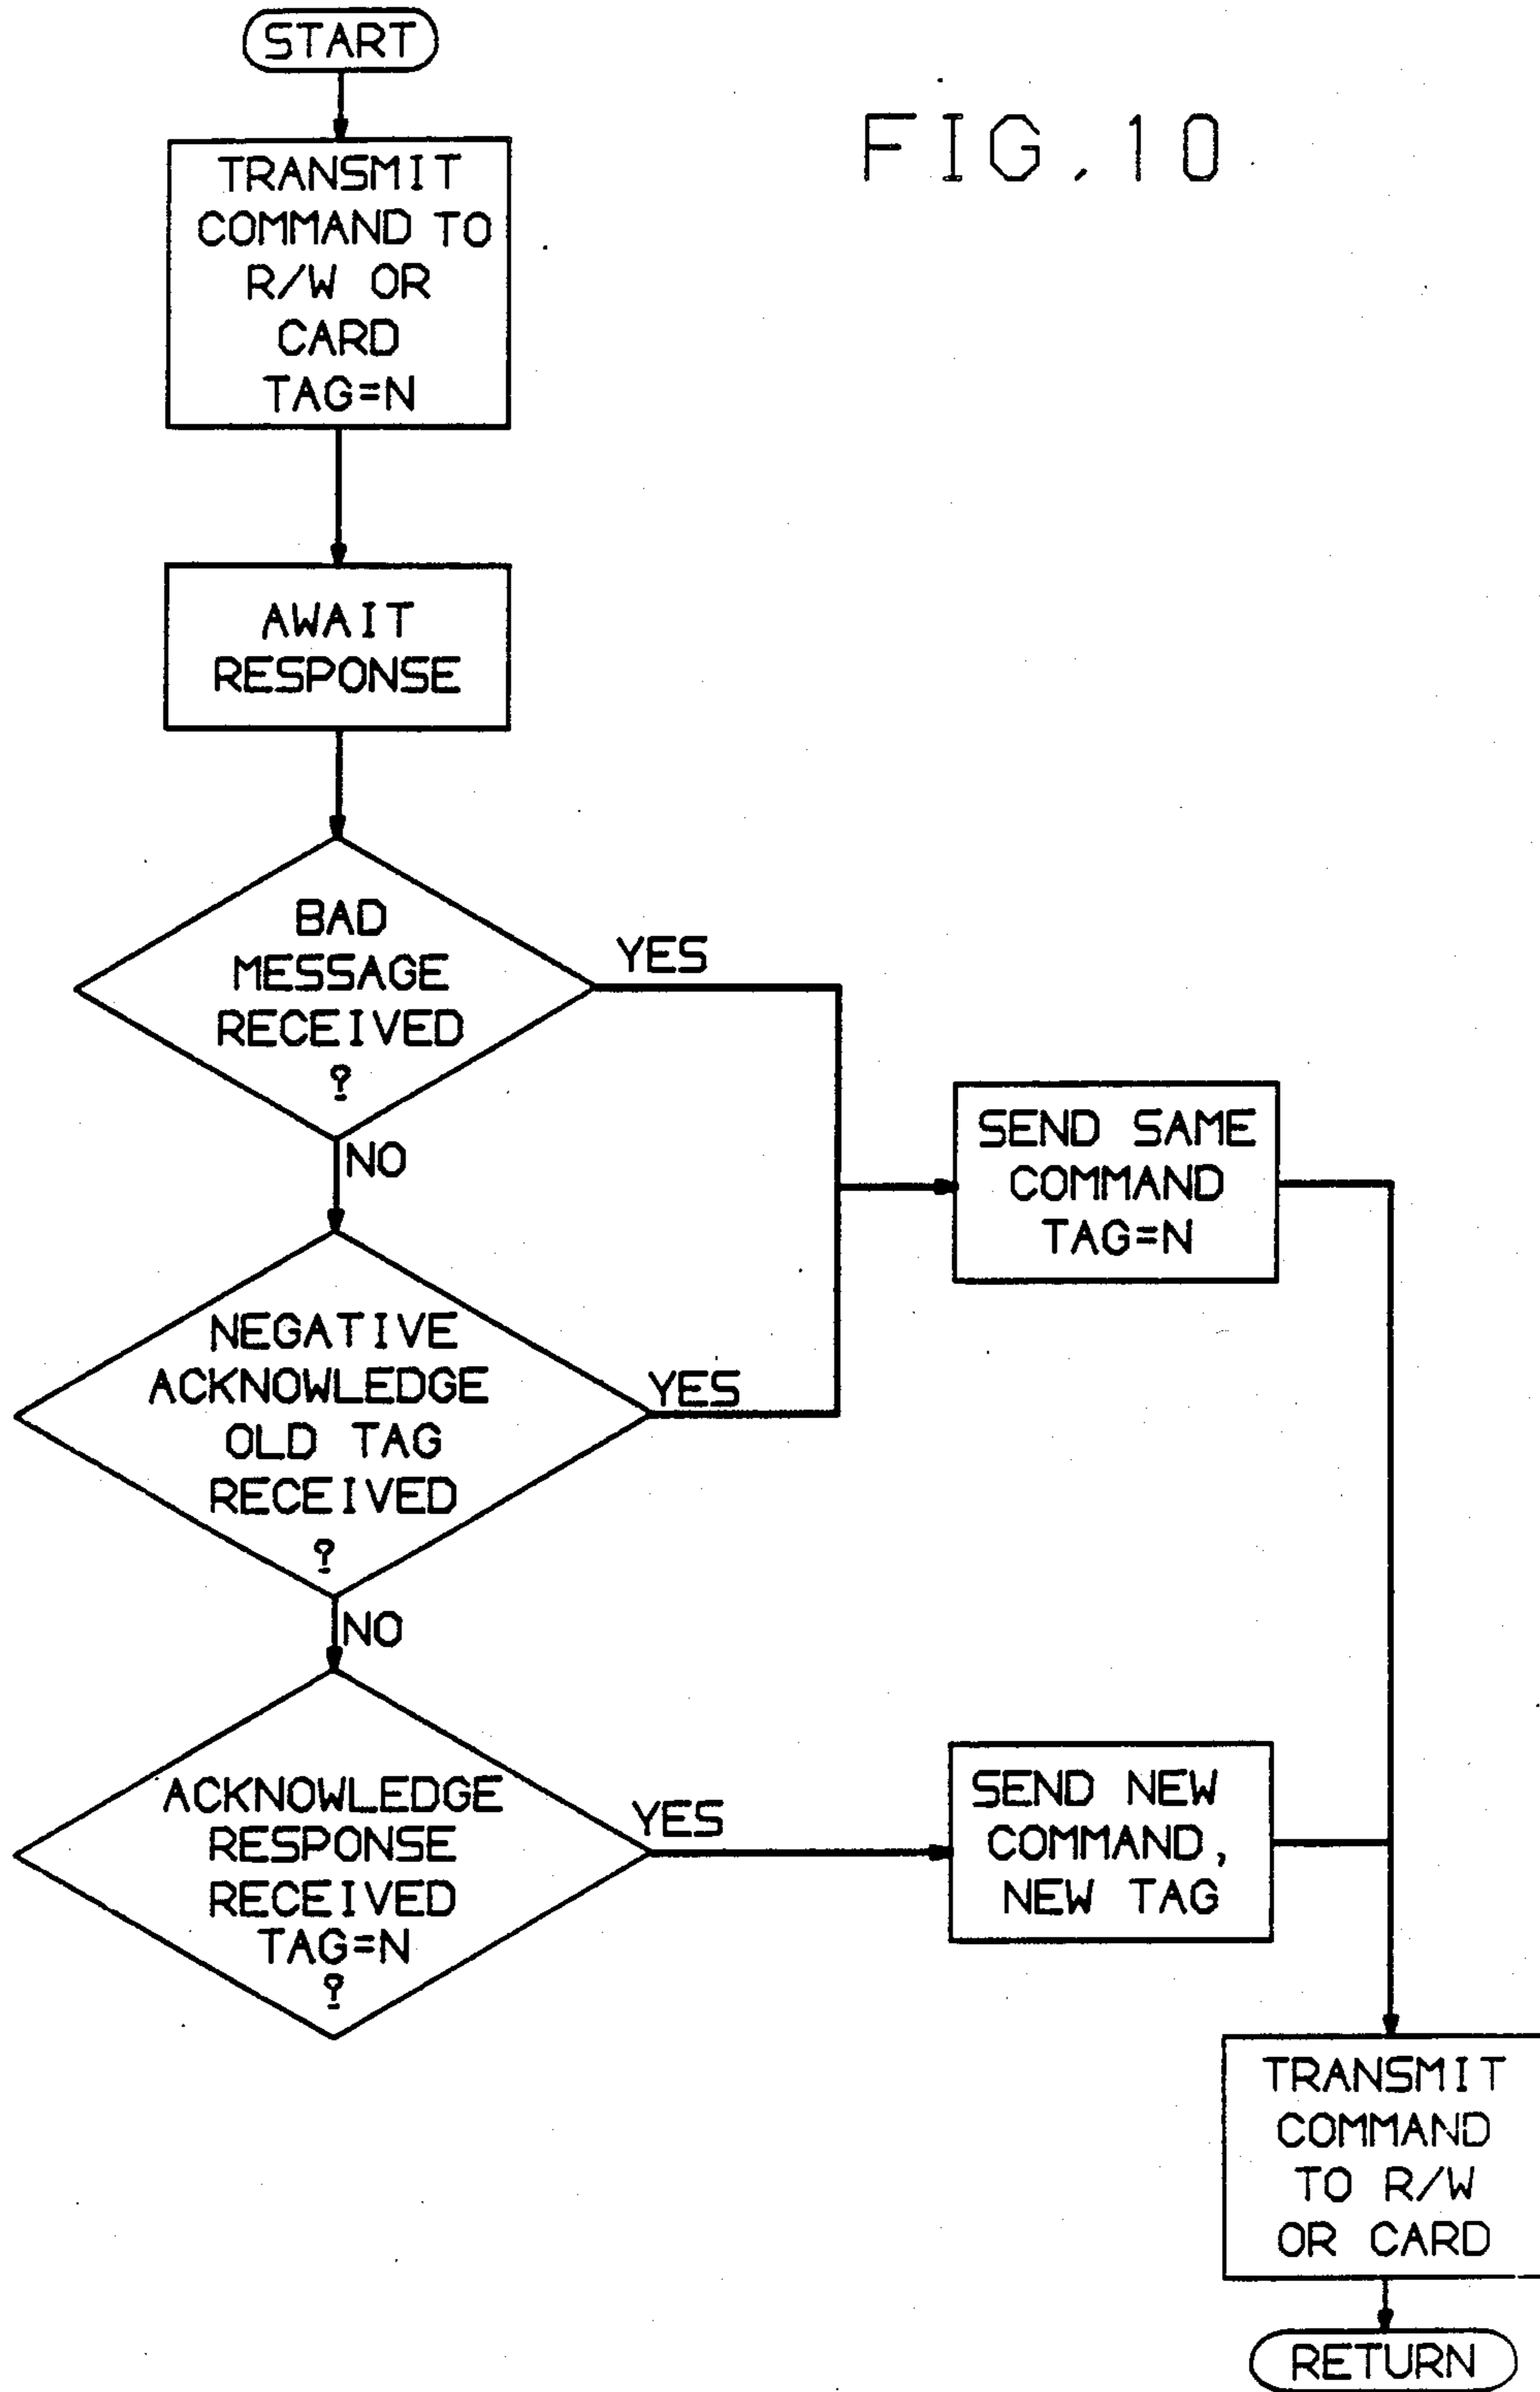 START
FIG. 10
TRANSMIT
COMMAND TO
R/W OR
CARD
TAG=N
AWAIT
RESPONSE
BAD
MESSAGE
RECEIVED
?
YES
NO
SEND SAME
COMMAND
TAG=N
NEGATIVE
ACKNOWLEDGE
OLD TAG
RECEIVED
?
YES
NO
ACKNOWLEDGE
RESPONSE
RECEIVED
TAG=N
?
YES
SEND NEW
COMMAND,
NEW TAG
TRANSMIT
COMMAND
TO R/W
OR CARD
RETURN